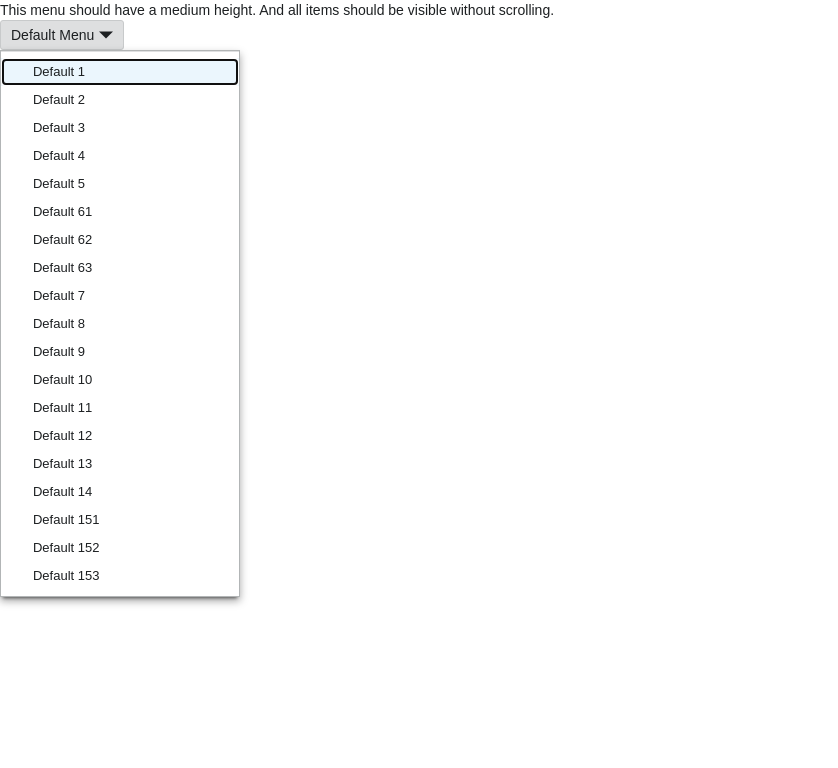 This menu should have a medium height. And all items should be visible without scrolling.
Default Menu
Default 1
Default 2
Default 3
Default 4
Default 5
Default 61
Default 62
Default 63
Default 7
Default 8
Default 9
Default 10
Default 11
Default 12
Default 13
Default 14
Default 151
Default 152
Default 153